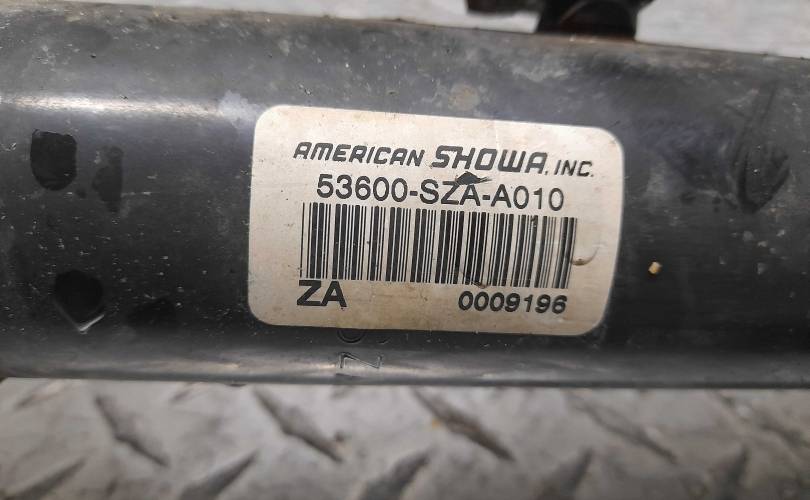 AMERICAN SHOWA, INC.
53600-SZA-A010
ZA 0009196